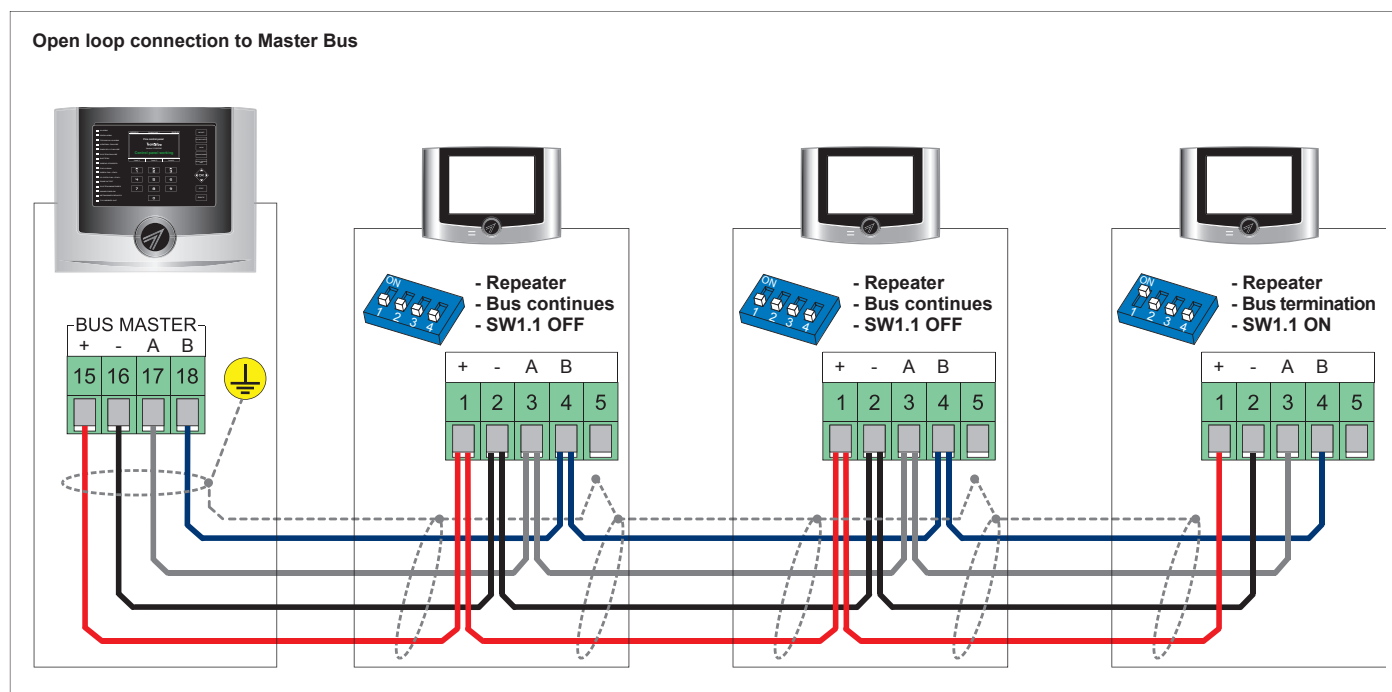 Open loop connection to Master Bus
Control panel working
BUS MASTER
+ - A B
15 16 17 18
ON
1 2 3 4
- Repeater
- Bus continues
- SW1.1 OFF
+ - A B
1 2 3 4 5
ON
1 2 3 4
- Repeater
- Bus continues
- SW1.1 OFF
+ - A B
1 2 3 4 5
ON
1 2 3 4
- Repeater
- Bus termination
- SW1.1 ON
+ - A B
1 2 3 4 5